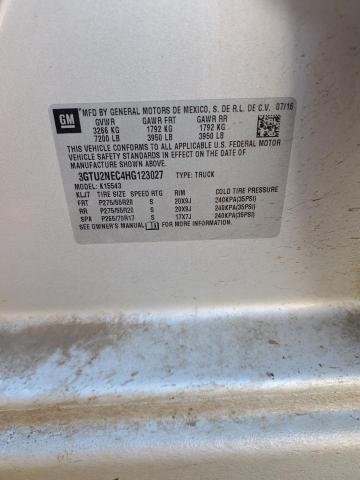 GM
MFD BY GENERAL MOTORS DE MEXICO, S. DE R.L. DE C.V. 07/16
GVWR GAWR FRT GAWR RR
3266 KG 1792 KG 1792 KG
7200 LB 3950 LB 3950 LB
THIS VEHICLE CONFORMS TO ALL APPLICABLE U.S. FEDERAL MOTOR
VEHICLE SAFETY STANDARDS IN EFFECT ON THE DATE OF
MANUFACTURE SHOWN ABOVE.
3GTU2NEC4HG123027 TYPE: TRUCK
MODEL: K15543
KLJT TIRE SIZE SPEED RTG RIM COLD TIRE PRESSURE
FRT P275/55R20 S 20X9J 240KPA(35PSI)
RR P275/55R20 S 20X9J 240KPA(35PSI)
SPA P265/70R17 S 17X7J 240KPA(35PSI)
SEE OWNER'S MANUAL FOR MORE INFORMATION